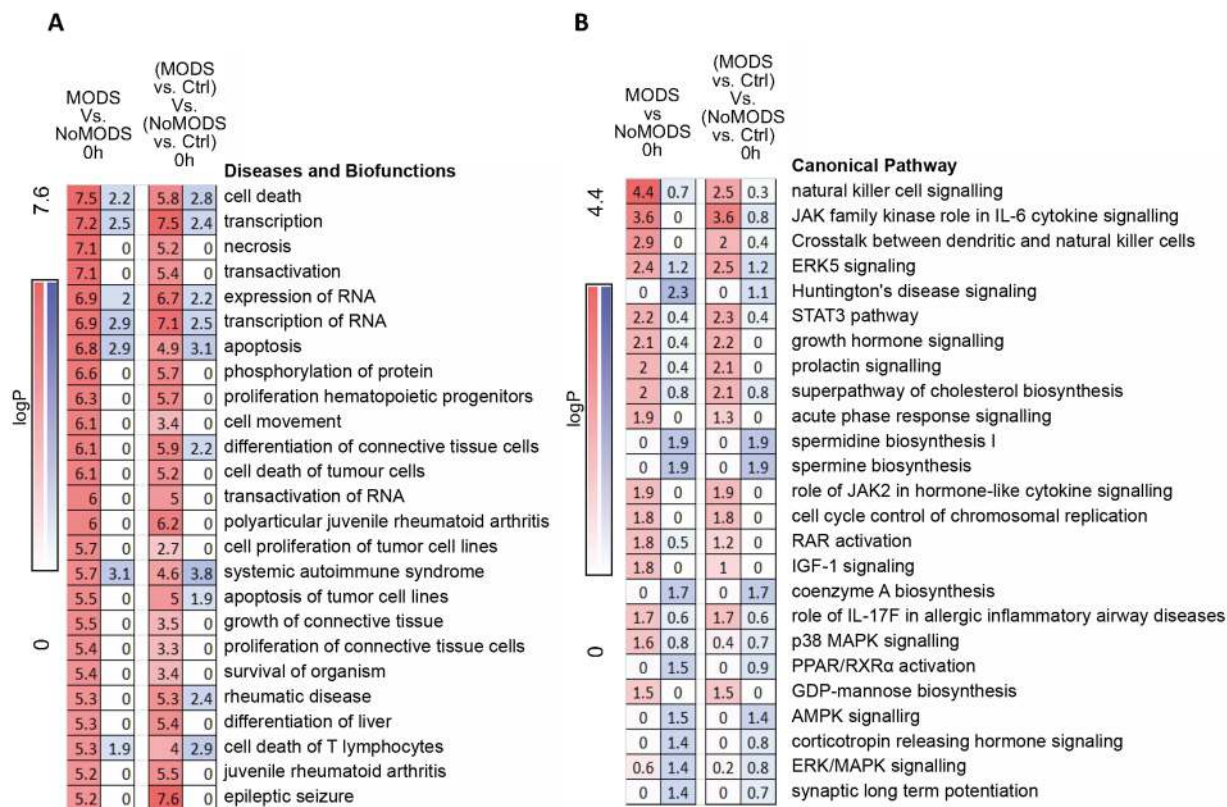 A
B
MODS
Vs.
NoMODS
0h
(MODS
vs. Ctrl)
Vs.
(NoMODS
vs. Ctrl)
0h
Diseases and Biofunctions
7.6
logP
0
7.5 2.2 5.8 2.8 cell death
7.2 2.5 7.5 2.4 transcription
7.1 0 5.2 0 necrosis
7.1 0 5.4 0 transactivation
6.9 2 6.7 2.2 expression of RNA
6.9 2.9 7.1 2.5 transcription of RNA
6.8 2.9 4.9 3.1 apoptosis
6.6 0 5.7 0 phosphorylation of protein
6.3 0 5.7 0 proliferation hematopoietic progenitors
6.1 0 3.4 0 cell movement
6.1 0 5.9 2.2 differentiation of connective tissue cells
6.1 0 5.2 0 cell death of tumour cells
6 0 5 0 transactivation of RNA
6 0 6.2 0 polyarticular juvenile rheumatoid arthritis
5.7 0 2.7 0 cell proliferation of tumor cell lines
5.7 3.1 4.6 3.8 systemic autoimmune syndrome
5.5 0 5 1.9 apoptosis of tumor cell lines
5.5 0 3.5 0 growth of connective tissue
5.4 0 3.3 0 proliferation of connective tissue cells
5.4 0 3.4 0 survival of organism
5.3 0 5.3 2.4 rheumatic disease
5.3 0 5.4 0 differentiation of liver
5.3 1.9 4 2.9 cell death of T lymphocytes
5.2 0 5.5 0 juvenile rheumatoid arthritis
5.2 0 7.6 0 epileptic seizure
MODS
vs
NoMODS
0h
(MODS
vs. Ctrl)
Vs.
(NoMODS
vs. Ctrl)
0h
Canonical Pathway
4.4
logP
0
4.4 0.7 2.5 0.3 natural killer cell signalling
3.6 0 3.6 0.8 JAK family kinase role in IL-6 cytokine signalling
2.9 0 2 0.4 Crosstalk between dendritic and natural killer cells
2.4 1.2 2.5 1.2 ERK5 signaling
0 2.3 0 1.1 Huntington's disease signaling
2.2 0.4 2.3 0.4 STAT3 pathway
2.1 0.4 2.2 0 growth hormone signalling
2 0.4 2.1 0 prolactin signalling
2 0.8 2.1 0.8 superpathway of cholesterol biosynthesis
1.9 0 1.3 0 acute phase response signalling
0 1.9 0 1.9 spermidine biosynthesis I
0 1.9 0 1.9 spermine biosynthesis
1.9 0 1.9 0 role of JAK2 in hormone-like cytokine signalling
1.8 0 1.8 0 cell cycle control of chromosomal replication
1.8 0.5 1.2 0 RAR activation
1.8 0 1 0 IGF-1 signaling
0 1.7 0 1.7 coenzyme A biosynthesis
1.7 0.6 1.7 0.6 role of IL-17F in allergic inflammatory airway diseases
1.6 0.8 0.4 0.7 p38 MAPK signalling
0 1.5 0 0.9 PPAR/RXRα activation
1.5 0 1.5 0 GDP-mannose biosynthesis
0 1.5 0 1.4 AMPK signallirg
0 1.4 0 0.8 corticotropin releasing hormone signaling
0.6 1.4 0.2 0.8 ERK/MAPK signalling
0 1.4 0 0.7 synaptic long term potentiation